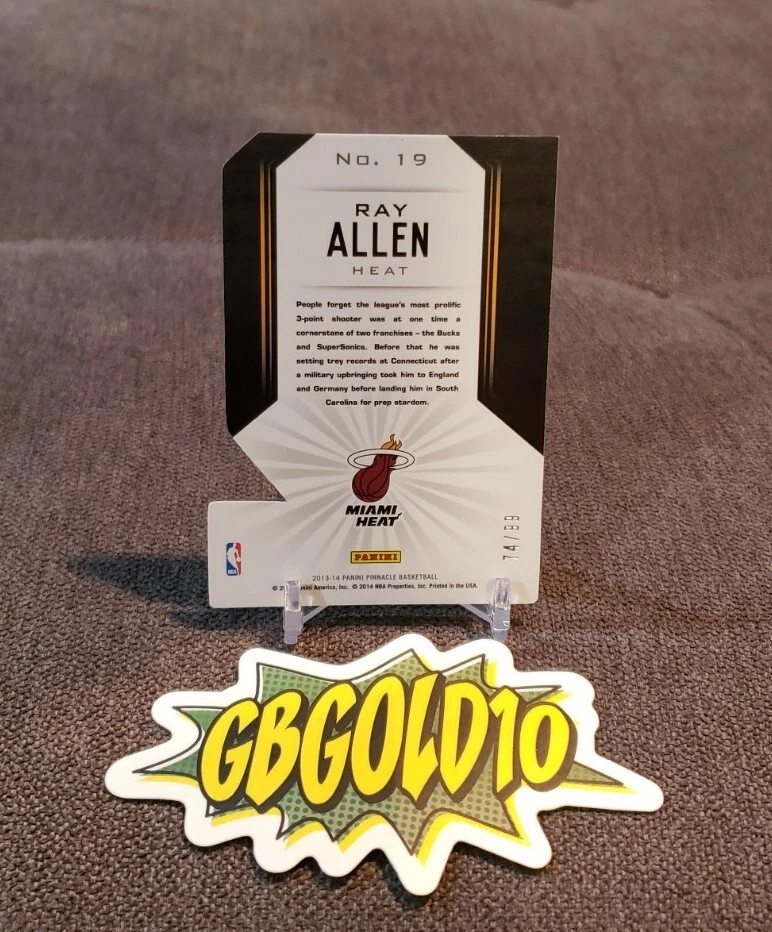 No. 19
RAY
ALLEN
HEAT
People forget the league's most prolific
3-point shooter was at one time a
cornerstone of two franchises – the Bucks
and SuperSonics. Before that he was
setting trey records at Connecticut after
a military upbringing took him to England
and Germany before landing him in South
Carolina for prep stardom.
MIAMI
HEAT
74/99
NBA
PANINI
2013-14 PANINI PINNACLE BASKETBALL
America, Inc. © 2014 NBA Properties, Inc. Printed in the USA.
GBGOLD10